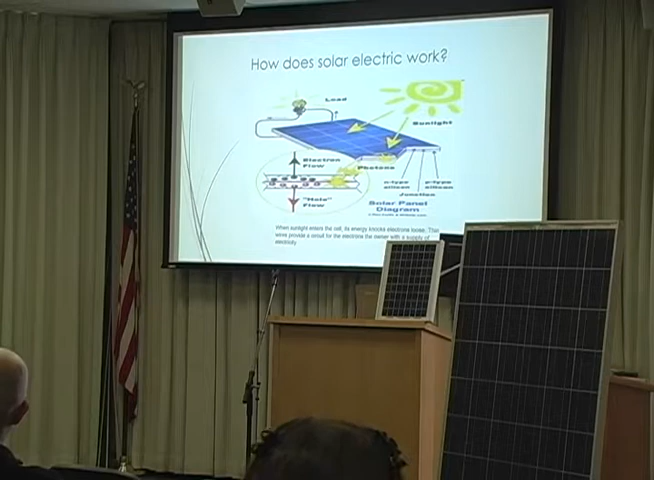 How does solar electric work?
Load
Sunlight
Electron
Flow
Photons
n-type
silicon
p-type
silicon
Junction
"Hole"
Flow
Solar Panel
Diagram
When sunlight enters the cell, its energy knocks electrons loose. The
wires provide a circuit for the electrons the owner with a supply of
electricity